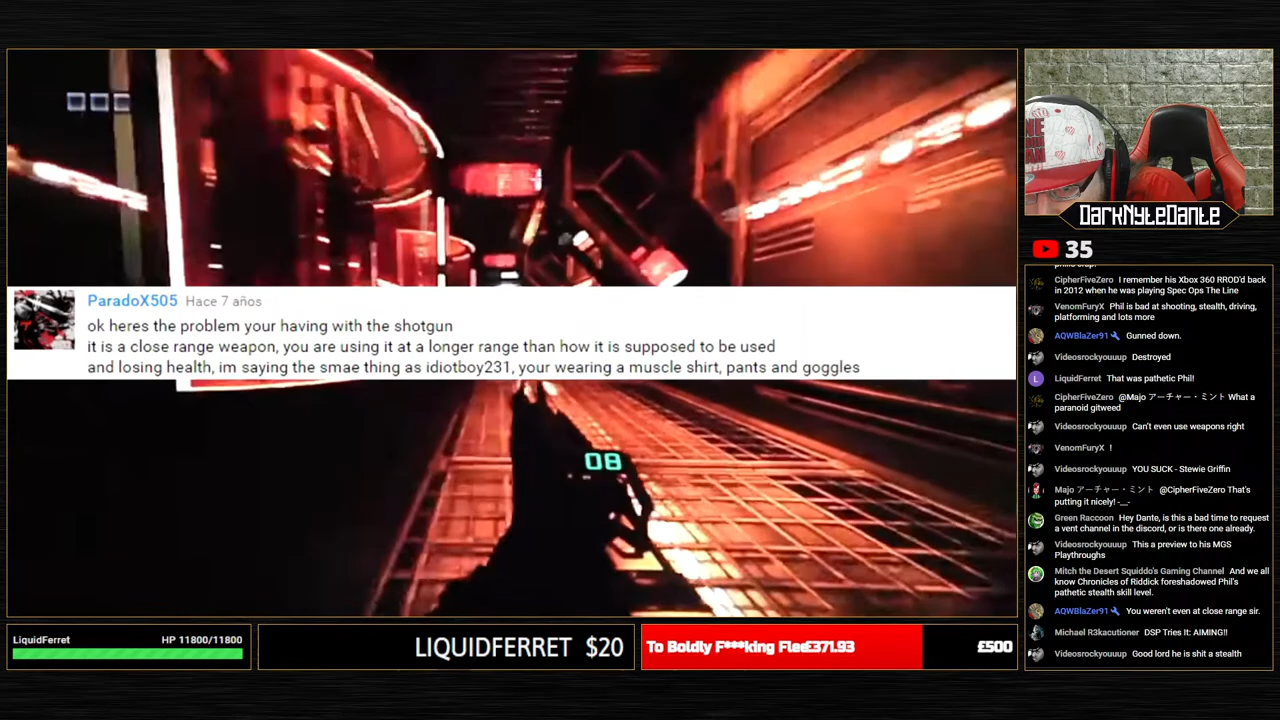 ParadoX505 Hace 7 años
ok heres the problem your having with the shotgun
it is a close range weapon, you are using it at a longer range than how it is supposed to be used
and losing health, im saying the smae thing as idiotboy231, your wearing a muscle shirt, pants and goggles
08
DarkNyteDante
35
CipherFiveZero I remember his Xbox 360 RROD'd back
in 2012 when he was playing Spec Ops The Line
VenomFuryX Phil is bad at shooting, stealth, driving,
platforming and lots more
AQWBlaZer91 Gunned down.
Videosrockyouuup Destroyed
L LiquidFerret That was pathetic Phil!
CipherFiveZero @Majo アーチャー・ミント What a
paranoid gitweed
Videosrockyouuup Can't even use weapons right
VenomFuryX !
Videosrockyouuup YOU SUCK - Stewie Griffin
Majo アーチャー・ミント @CipherFiveZero That's
putting it nicely! -__-
Green Raccoon Hey Dante, is this a bad time to request
a vent channel in the discord, or is there one already.
Videosrockyouuup This a preview to his MGS
Playthroughs
Mitch the Desert Squiddo's Gaming Channel And we all
know Chronicles of Riddick foreshadowed Phil's
pathetic stealth skill level.
AQWBlaZer91 You weren't even at close range sir.
Michael R3kacutioner DSP Tries It: AIMING!!
Videosrockyouuup Good lord he is shit a stealth
LiquidFerret HP 11800/11800
LIQUIDFERRET $20
To Boldly F***king Flee£371.93 £500